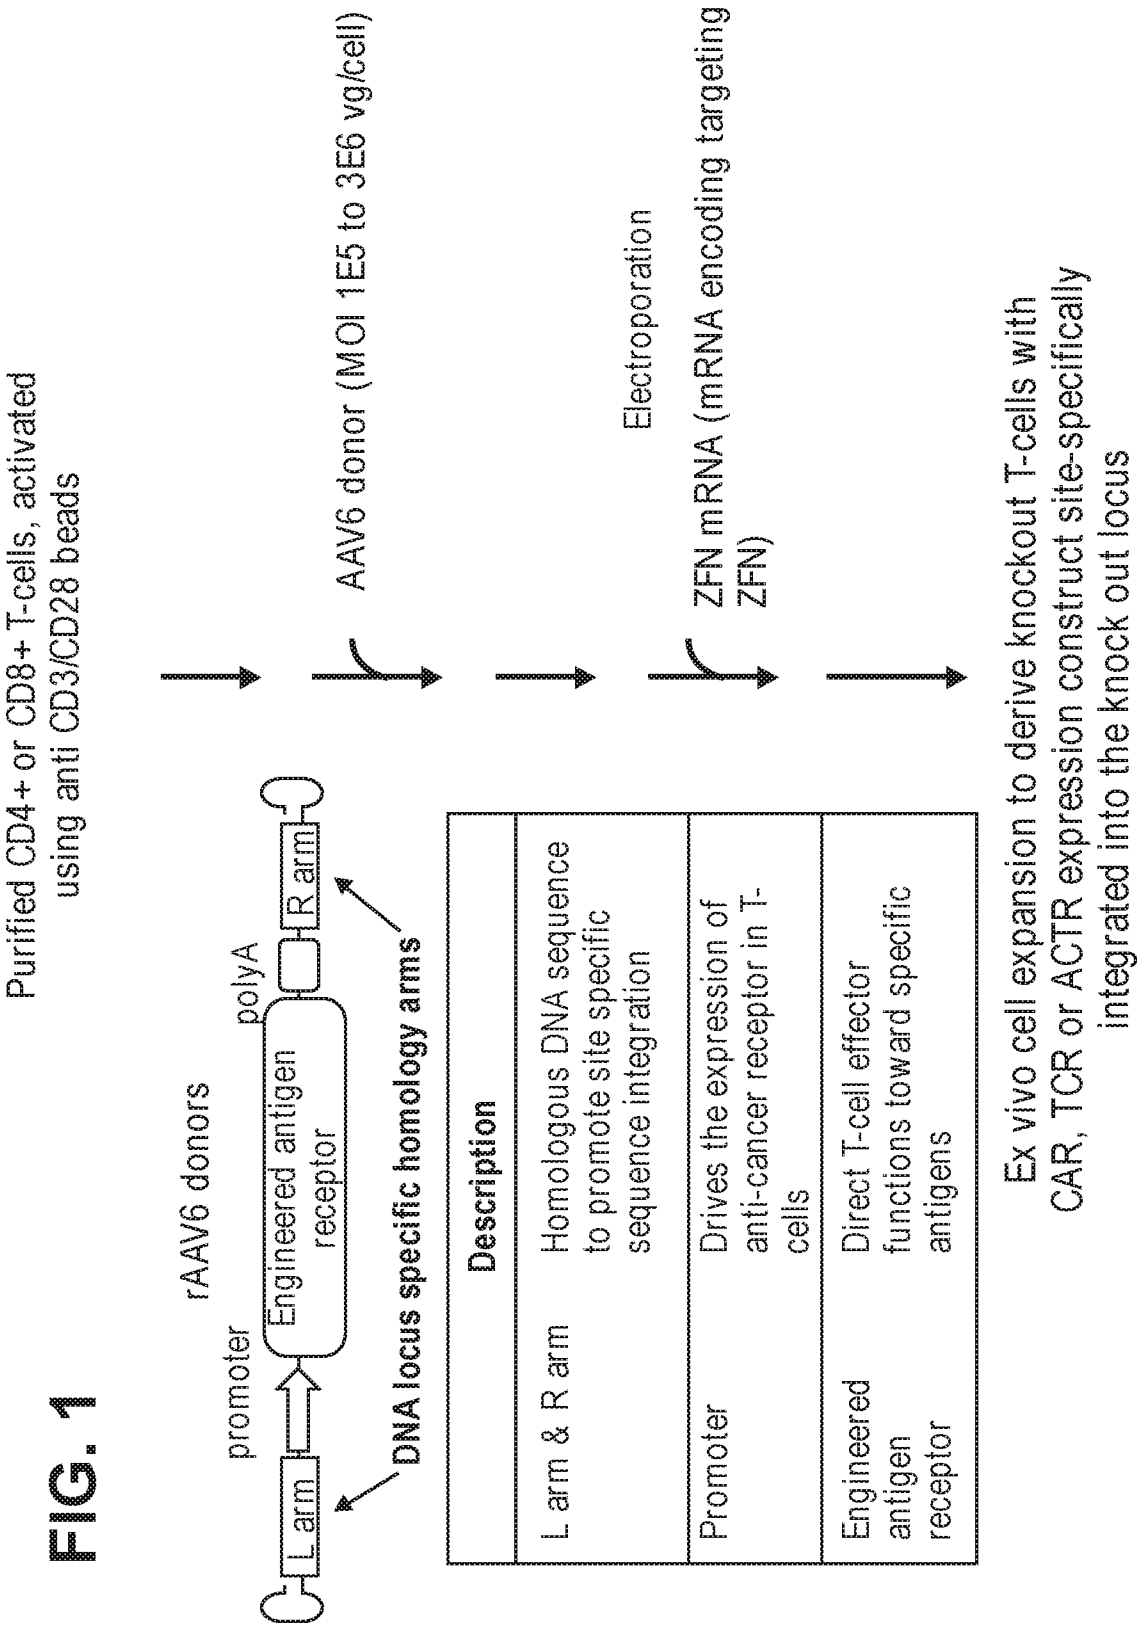 FIG. 1
rAAV6 donors
promoter
polyA
L arm
Engineered antigen
receptor
R arm
DNA locus specific homology arms
Description
L arm & R arm
Homologous DNA sequence
to promote site specific
sequence integration
Promoter
Drives the expression of
anti-cancer receptor in T-
cells
Engineered
antigen
receptor
Direct T-cell effector
functions toward specific
antigens
Purified CD4+ or CD8+ T-cells, activated
using anti CD3/CD28 beads
AAV6 donor (MOI 1E5 to 3E6 vg/cell)
Electroporation
ZFN mRNA (mRNA encoding targeting
ZFN)
Ex vivo cell expansion to derive knockout T-cells with
CAR, TCR or ACTR expression construct site-specifically
integrated into the knock out locus